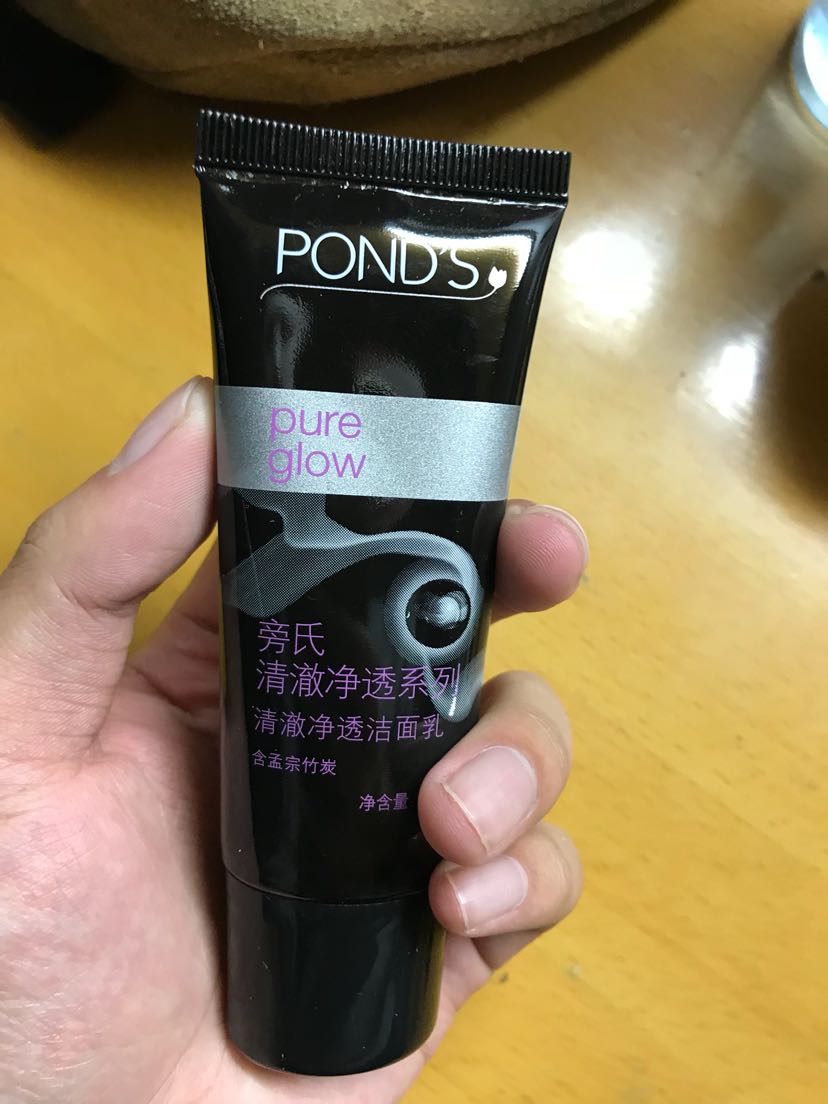 POND'S
pure
glow
旁氏
清澈净透系列
清澈净透洁面乳
含孟宗竹炭
净含量